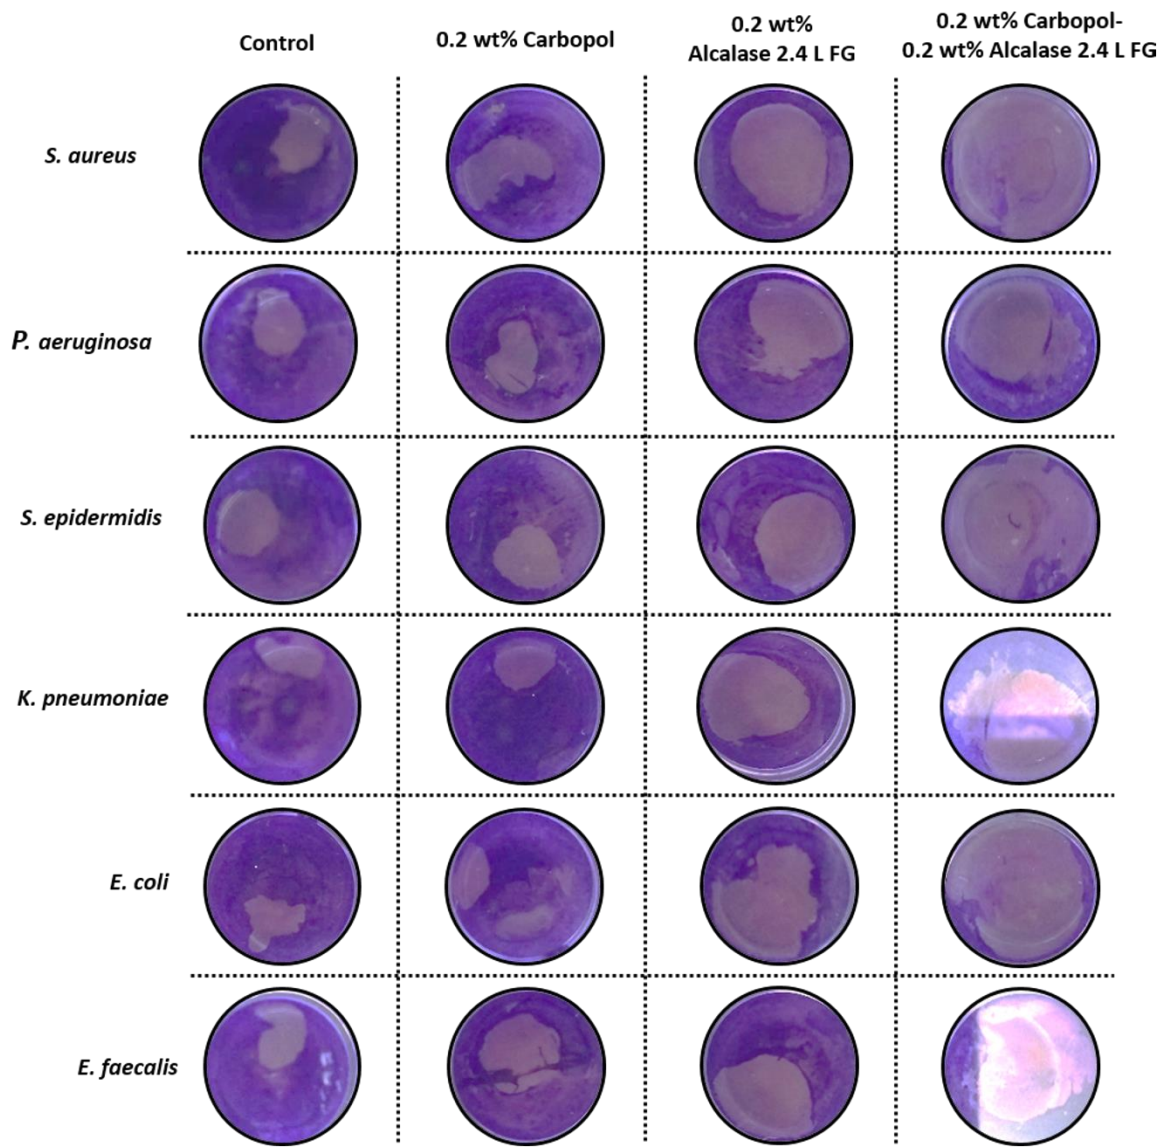 Control
0.2 wt% Carbopol
0.2 wt%
Alcalase 2.4 L FG
0.2 wt% Carbopol-
0.2 wt% Alcalase 2.4 L FG
S. aureus
P. aeruginosa
S. epidermidis
K. pneumoniae
E. coli
E. faecalis